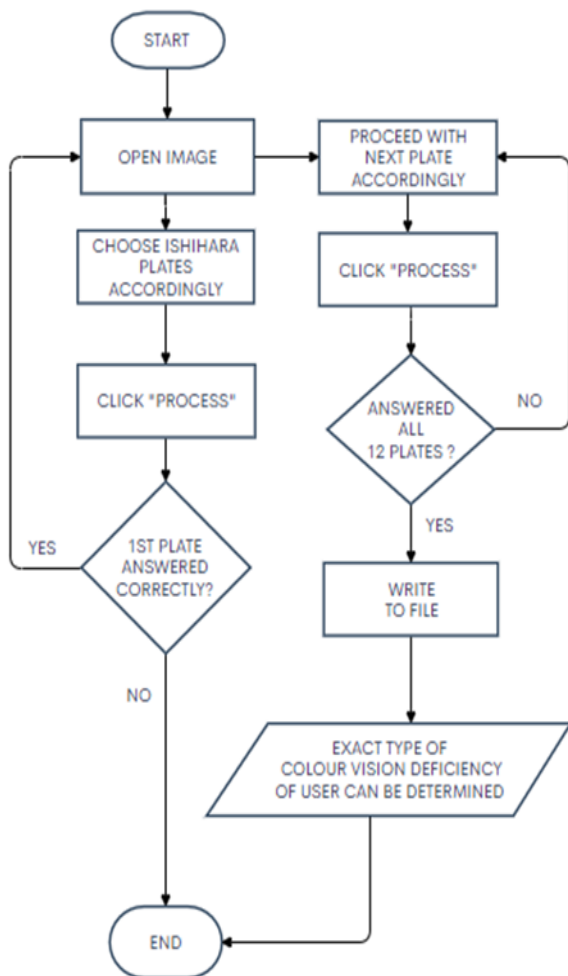 START
OPEN IMAGE
CHOOSE ISHIHARA
PLATES
ACCORDINGLY
CLICK "PROCESS"
YES
1ST PLATE
ANSWERED
CORRECTLY?
NO
PROCEED WITH
NEXT PLATE
ACCORDINGLY
CLICK "PROCESS"
ANSWERED
ALL
12 PLATES ?
NO
YES
WRITE
TO FILE
EXACT TYPE OF
COLOUR VISION DEFICIENCY
OF USER CAN BE DETERMINED
END